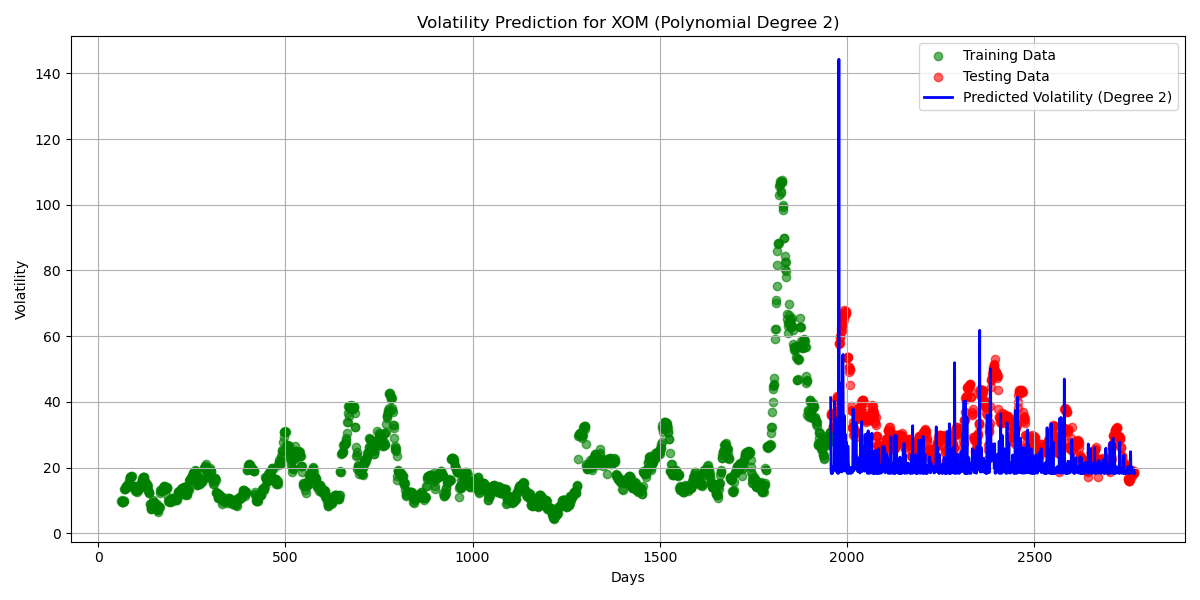 Volatility Prediction for XOM (Polynomial Degree 2)
Training Data
Testing Data
Predicted Volatility (Degree 2)
Volatility
140
120
100
80
60
40
20
0
0 500 1000 1500 2000 2500
Days